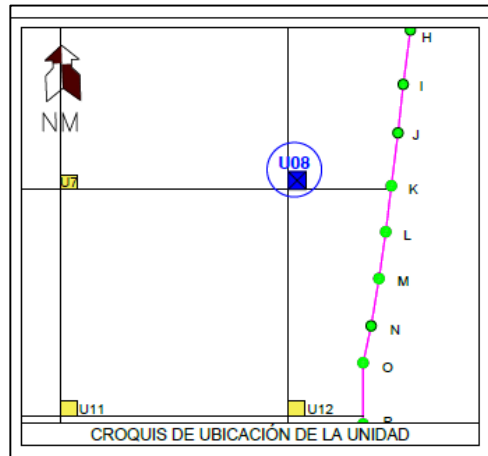 H
I
NM
J
U08
U7
K
L
M
N
O
U11
U12
CROQUIS DE UBICACIÓN DE LA UNIDAD